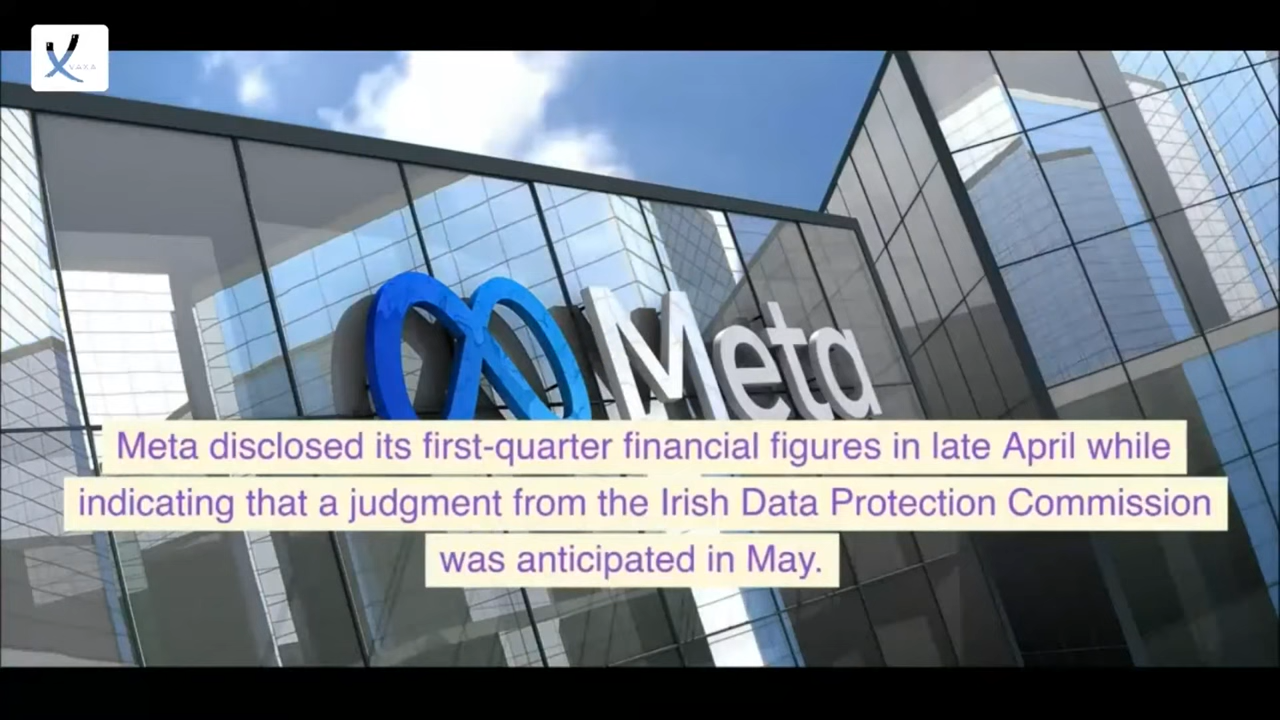 VAXA
Meta
Meta disclosed its first-quarter financial figures in late April while
indicating that a judgment from the Irish Data Protection Commission
was anticipated in May.